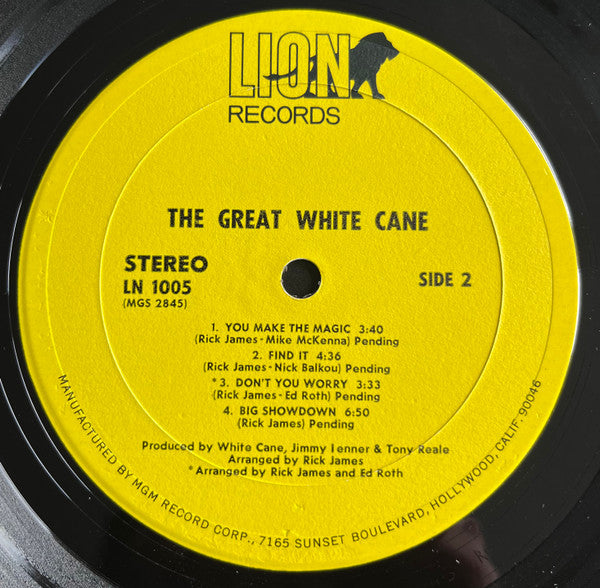 LION
RECORDS
THE GREAT WHITE CANE
STEREO
LN 1005
(MGS 2845)
SIDE 2
1. YOU MAKE THE MAGIC 3:40
(Rick James - Mike McKenna) Pending
2. FIND IT 4:36
(Rick James - Nick Balkou) Pending
*3. DON'T YOU WORRY 3:33
(Rick James - Ed Roth) Pending
4. BIG SHOWDOWN 6:50
(Rick James) Pending
Produced by White Cane, Jimmy Ienner & Tony Reale
Arranged by Rick James
*Arranged by Rick James and Ed Roth
MANUFACTURED BY MGM RECORD CORP., 7165 SUNSET BOULEVARD, HOLLYWOOD, CALIF. 90046